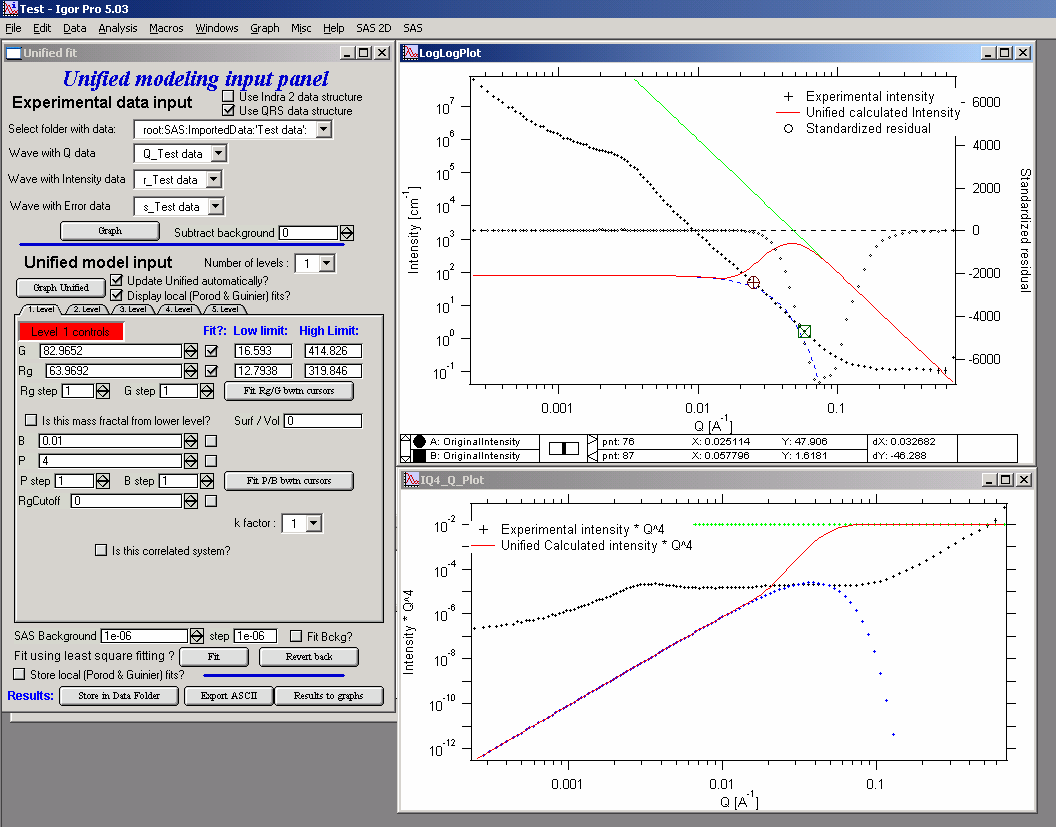 Test - Igor Pro 5.03
File Edit Data Analysis Macros Windows Graph Misc Help SAS 2D SAS
Unified fit
Unified modeling input panel
Experimental data input
Use Indra 2 data structure
Use QRS data structure
Select folder with data: root:SAS:ImportedData:'Test data':
Wave with Q data Q_Test data
Wave with Intensity data r_Test data
Wave with Error data s_Test data
Graph Subtract background 0
Unified model input Number of levels : 1
Graph Unified Update Unified automatically?
Display local (Porod & Guinier) fits?
1. Level 2. Level 3. Level 4. Level 5. Level
Level 1 controls Fit?: Low limit: High Limit:
G 82.9652 16.593 414.826
Rg 63.9692 12.7938 319.846
Rg step 1 G step 1 Fit Rg/G bwtn cursors
Is this mass fractal from lower level? Surf / Vol 0
B 0.01
P 4
P step 1 B step 1 Fit P/B bwtn cursors
RgCutoff 0
k factor : 1
Is this correlated system?
SAS Background 1e-06 step 1e-06 Fit Bckg?
Fit using least square fitting ? Fit Revert back
Store local (Porod & Guinier) fits?
Results: Store in Data Folder Export ASCII Results to graphs
LogLogPlot
Experimental intensity
Unified calculated Intensity
Standardized residual
Intensity [cm-1]
10^7
10^6
10^5
10^4
10^3
10^2
10^1
10^0
10^-1
6000
4000
2000
0
-2000
-4000
-6000
Standardized residual
0.001 0.01 0.1
Q [A-1]
A: OriginalIntensity pnt: 76 X: 0.025114 Y: 47.906 dX: 0.032682
B: OriginalIntensity pnt: 87 X: 0.057796 Y: 1.6181 dY: -46.288
IQ4_Q_Plot
Experimental intensity * Q^4
Unified Calculated intensity * Q^4
Intensity * Q^4
10^-2
10^-4
10^-6
10^-8
10^-10
10^-12
0.001 0.01 0.1
Q [A-1]